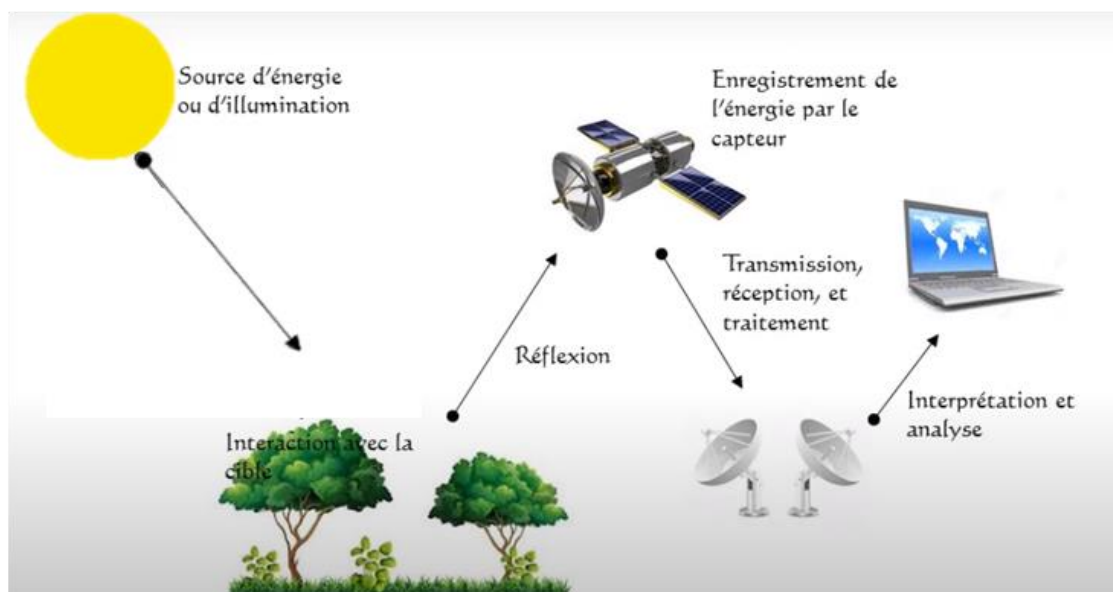 Source d'énergie
ou d'illumination
Enregistrement de
l'énergie par le
capteur
Transmission,
réception, et
traitement
Réflexion
Interprétation et
analyse
Interaction avec la
cible